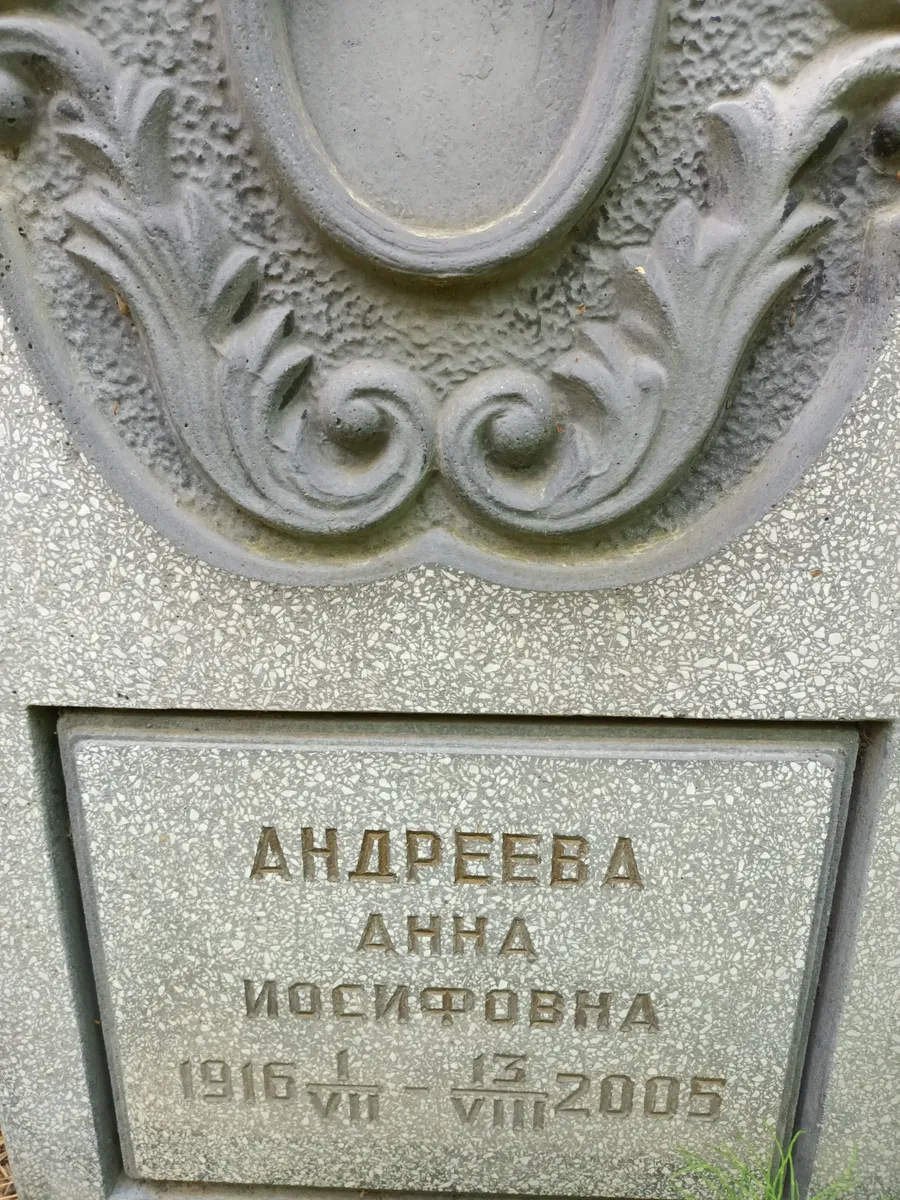 АНДРЕЕВА
АННА
ИОСИФОВНА
1916 1/VII - 13/VIII 2005